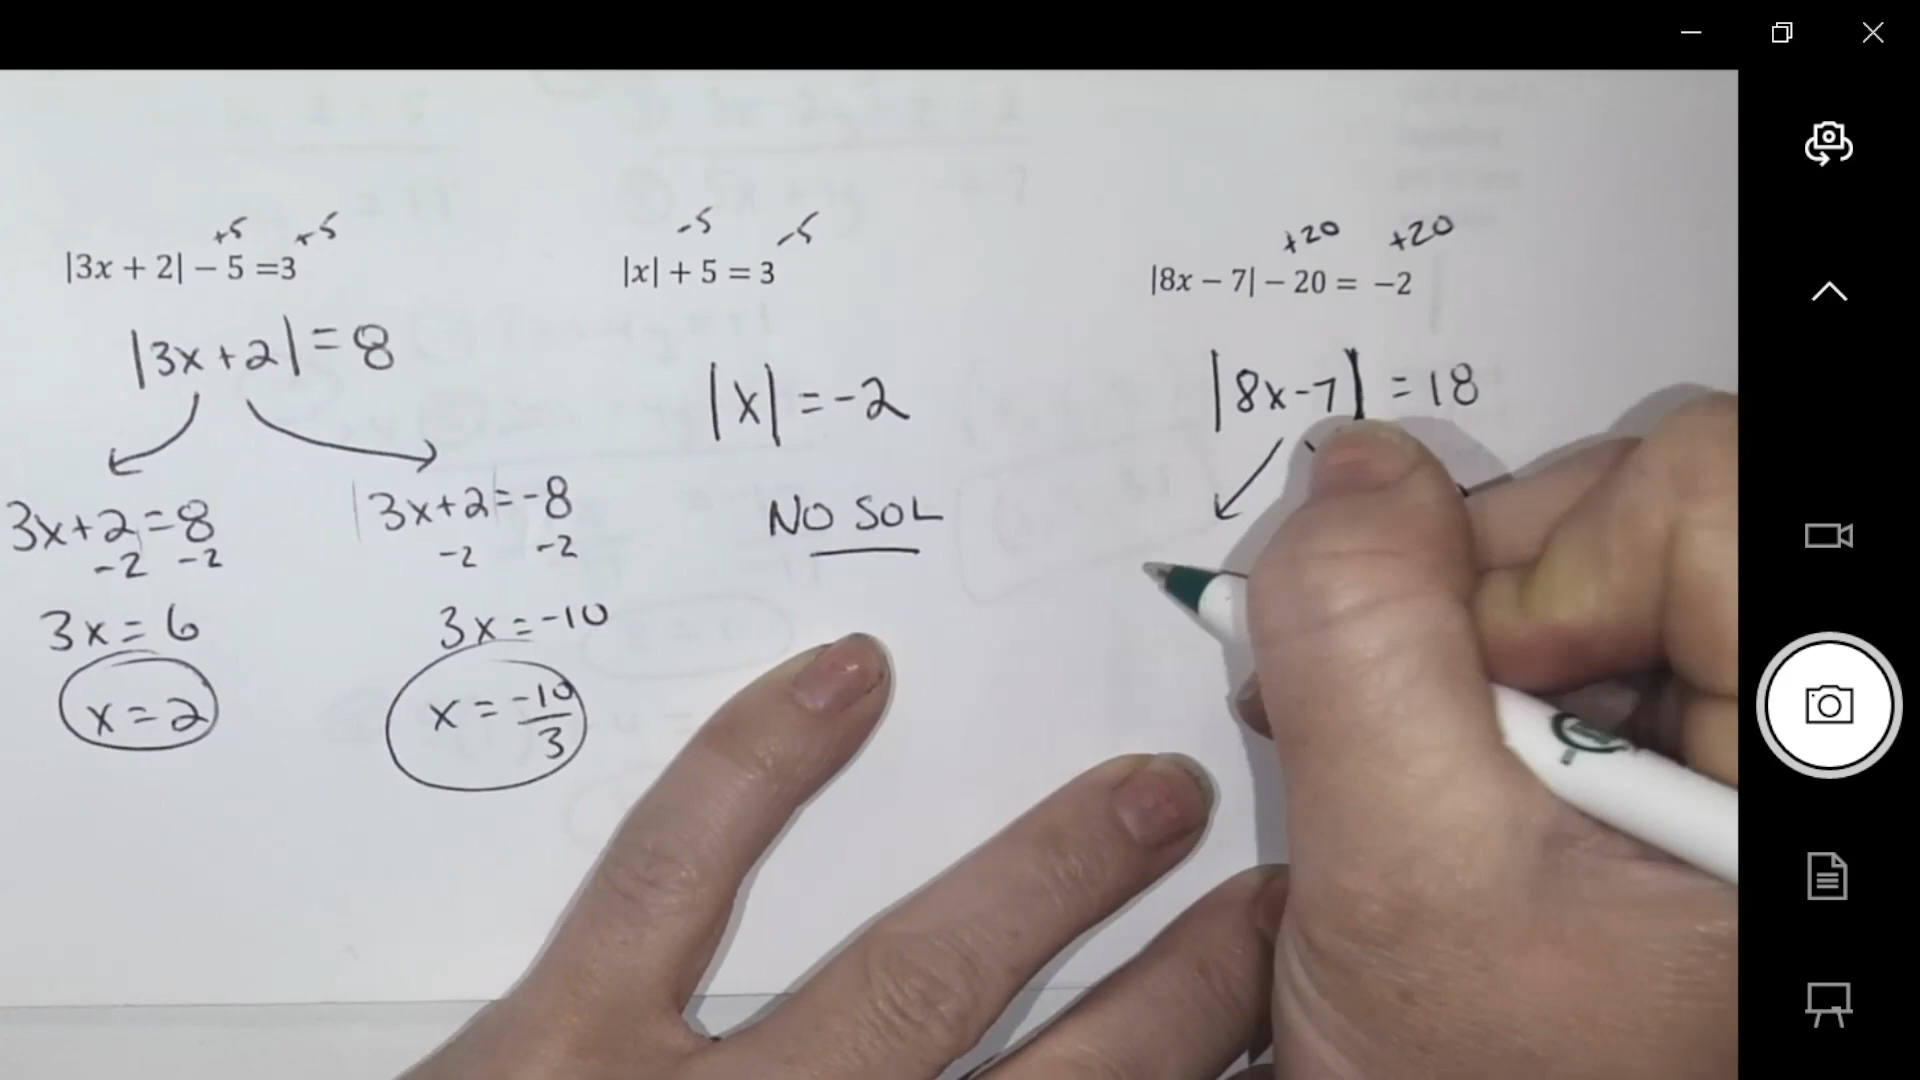 +5 +5
|3x + 2| − 5 =3
|3x+2| = 8
3x+2=8
-2 -2
3x = 6
x = 2
|3x+2=-8
-2 -2
3x = -10
x = -10/3
-5 -5
|x| + 5 = 3
|x| = -2
NO SOL
+20 +20
|8x − 7| − 20 = −2
|8x-7| = 18